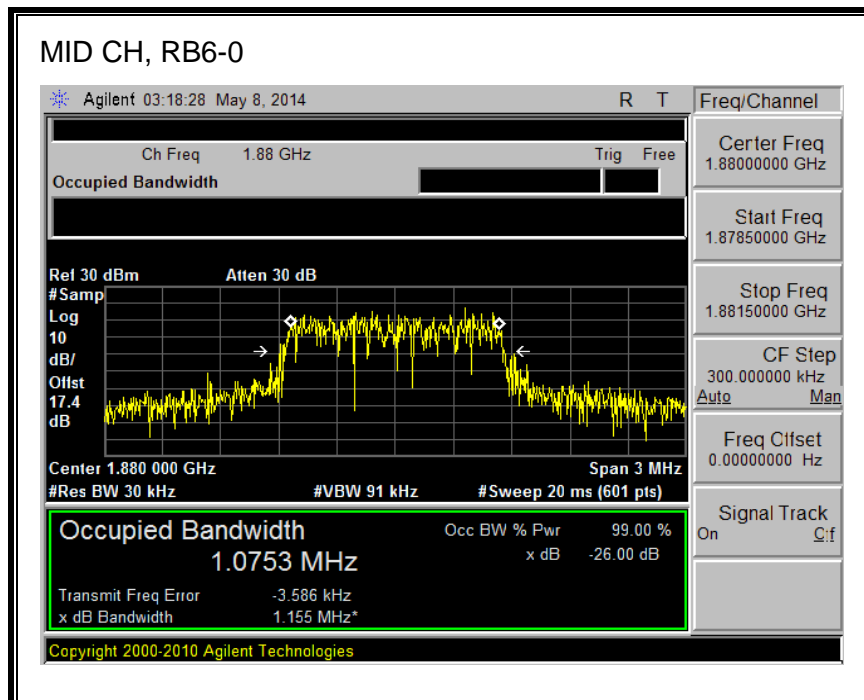 MID CH, RB6-0
Agilent 03:18:28 May 8, 2014 R T
Freq/Channel
Ch Freq 1.88 GHz Trig Free
Occupied Bandwidth
Center Freq
1.88000000 GHz
Start Freq
1.87850000 GHz
Stop Freq
1.88150000 GHz
CF Step
300.000000 kHz
Auto Man
Freq Offset
0.00000000 Hz
Signal Track
On Off
Ref 30 dBm Atten 30 dB
#Samp
Log
10
dB/
Offst
17.4
dB
Center 1.880 000 GHz Span 3 MHz
#Res BW 30 kHz #VBW 91 kHz #Sweep 20 ms (601 pts)
Occupied Bandwidth
1.0753 MHz
Occ BW % Pwr 99.00 %
x dB -26.00 dB
Transmit Freq Error -3.586 kHz
x dB Bandwidth 1.155 MHz*
Copyright 2000-2010 Agilent Technologies